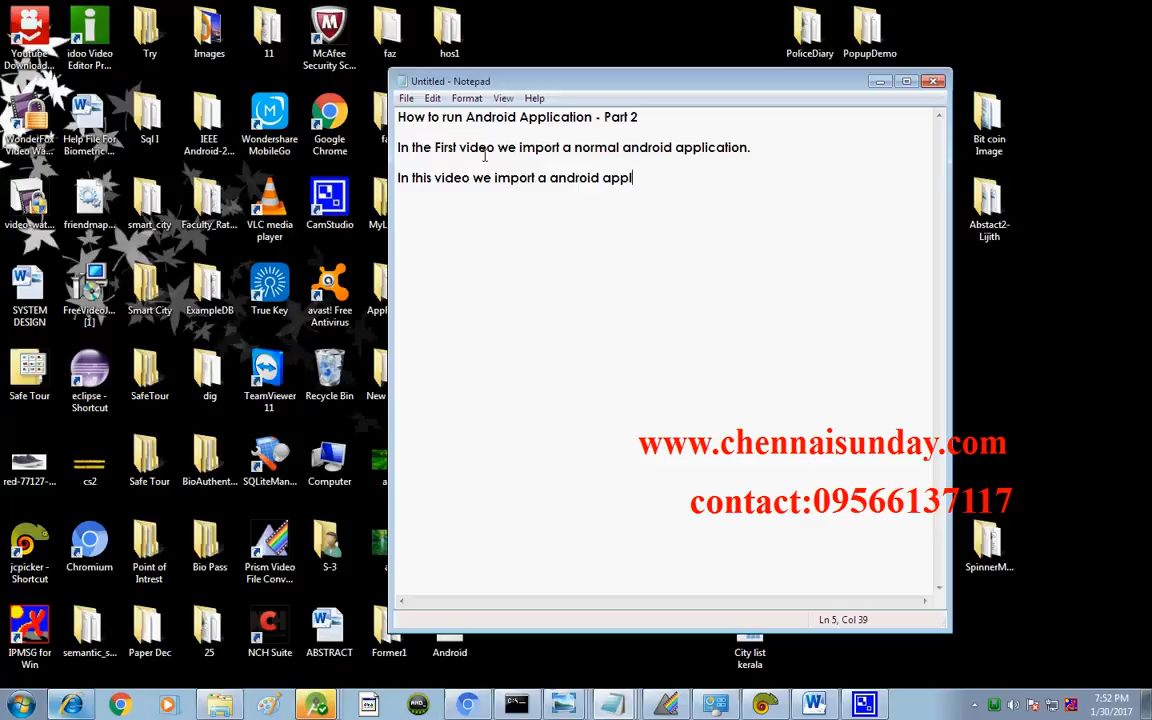 Youtube Download...
idoo Video Editor Pr...
Try
Images
11
McAfee Security Sc...
faz
hos1
PoliceDiary
PopupDemo
Untitled - Notepad
File Edit Format View Help
How to run Android Application - Part 2
In the First video we import a normal android application.
In this video we import a android appl
WonderFox Video Wat...
Help File For Biometric...
Sql I
IEEE Android-2...
Wondershare MobileGo
Google Chrome
Bit coin Image
video_wat...
friendmap...
smart_city
Faculty_Rat...
VLC media player
CamStudio
MyL
Abstact2-Lijith
SYSTEM DESIGN
FreeVideoJ... [1]
Smart City
ExampleDB
True Key
avast! Free Antivirus
Appl
Safe Tour
eclipse - Shortcut
SafeTour
dig
TeamViewer 11
Recycle Bin
New
www.chennaisunday.com
red-77127-...
cs2
Safe Tour
BioAuthent...
SQLiteMan...
Computer
contact:09566137117
jcpicker - Shortcut
Chromium
Point of Intrest
Bio Pass
Prism Video File Conv...
S-3
SpinnerM...
Ln 5, Col 39
IPMSG for Win
semantic_s...
Paper Dec
25
NCH Suite
ABSTRACT
Former1
Android
City list kerala
7:52 PM
1/30/2017